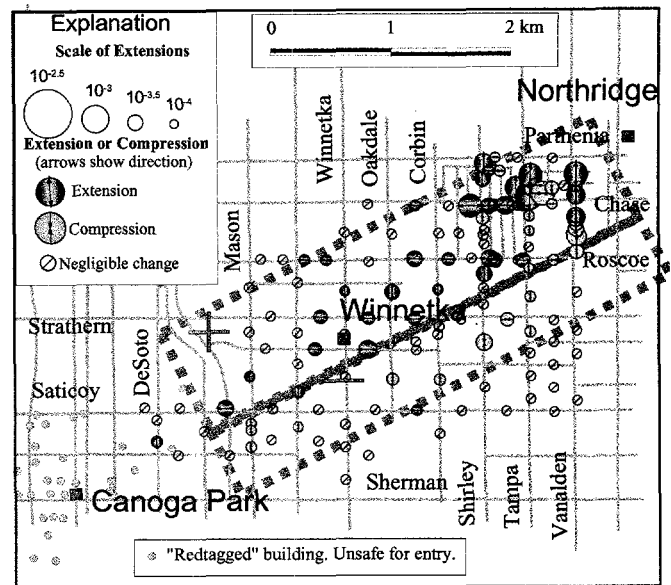 Explanation
Scale of Extensions
10-2.5 10-3 10-3.5 10-4
Extension or Compression
(arrows show direction)
Extension
Compression
Negligible change
0 1 2 km
Northridge
Parthenia
Winnetka
Oakdale
Corbin
Mason
Chase
Roscoe
Winnetka
Strathern
DeSoto
Saticoy
Canoga Park
Sherman
Shirley
Tampa
Vanalden
"Redtagged" building. Unsafe for entry.